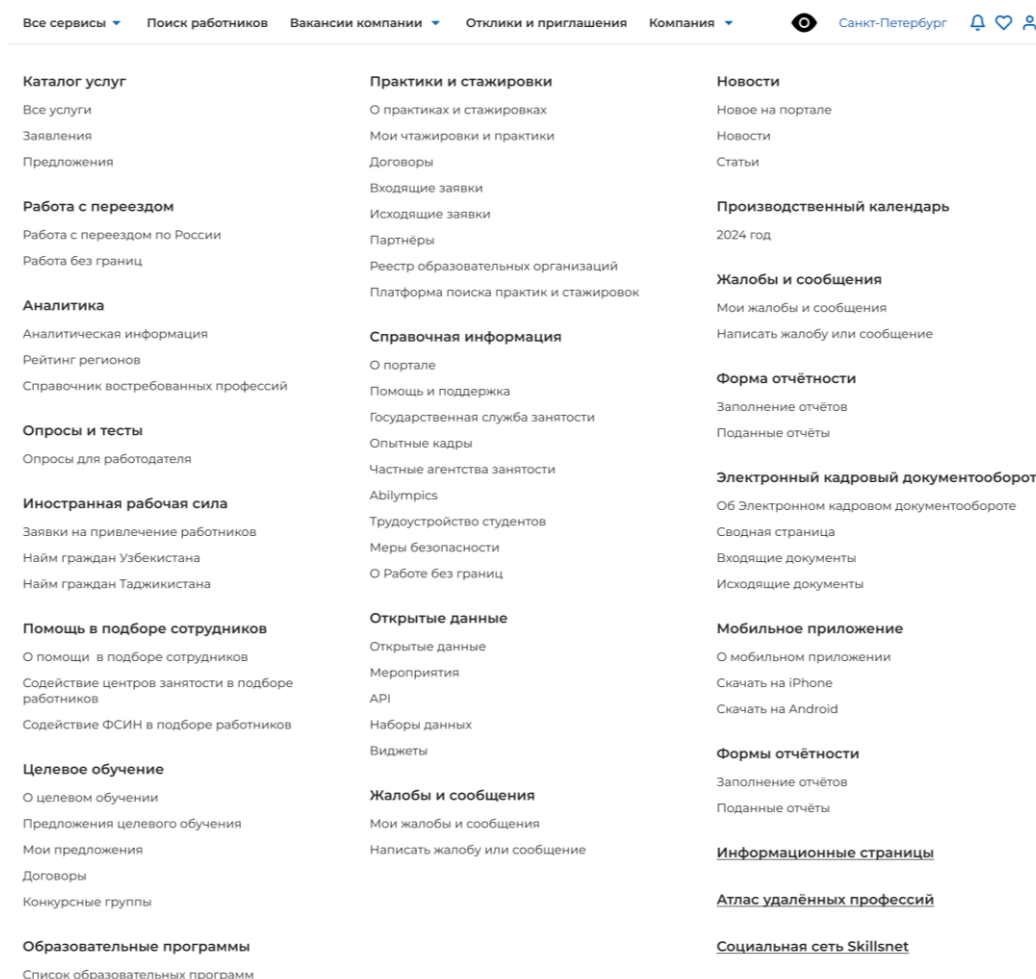 Все сервисы
Поиск работников
Вакансии компании
Отклики и приглашения
Компания
Санкт-Петербург
Каталог услуг
Все услуги
Заявления
Предложения
Работа с переездом
Работа с переездом по России
Работа без границ
Аналитика
Аналитическая информация
Рейтинг регионов
Справочник востребованных профессий
Опросы и тесты
Опросы для работодателя
Иностранная рабочая сила
Заявки на привлечение работников
Найм граждан Узбекистана
Найм граждан Таджикистана
Помощь в подборе сотрудников
О помощи в подборе сотрудников
Содействие центров занятости в подборе
работников
Содействие ФСИН в подборе работников
Целевое обучение
О целевом обучении
Предложения целевого обучения
Мои предложения
Договоры
Конкурсные группы
Образовательные программы
Список образовательных программ
Практики и стажировки
О практиках и стажировках
Мои чтажировки и практики
Договоры
Входящие заявки
Исходящие заявки
Партнёры
Реестр образовательных организаций
Платформа поиска практик и стажировок
Справочная информация
О портале
Помощь и поддержка
Государственная служба занятости
Опытные кадры
Частные агентства занятости
Abilympics
Трудоустройство студентов
Меры безопасности
О Работе без границ
Открытые данные
Открытые данные
Мероприятия
API
Наборы данных
Виджеты
Жалобы и сообщения
Мои жалобы и сообщения
Написать жалобу или сообщение
Новости
Новое на портале
Новости
Статьи
Производственный календарь
2024 год
Жалобы и сообщения
Мои жалобы и сообщения
Написать жалобу или сообщение
Форма отчётности
Заполнение отчётов
Поданные отчёты
Электронный кадровый документооборот
Об Электронном кадровом документообороте
Сводная страница
Входящие документы
Исходящие документы
Мобильное приложение
О мобильном приложении
Скачать на iPhone
Скачать на Android
Формы отчётности
Заполнение отчётов
Поданные отчёты
Информационные страницы
Атлас удалённых профессий
Социальная сеть Skillsnet